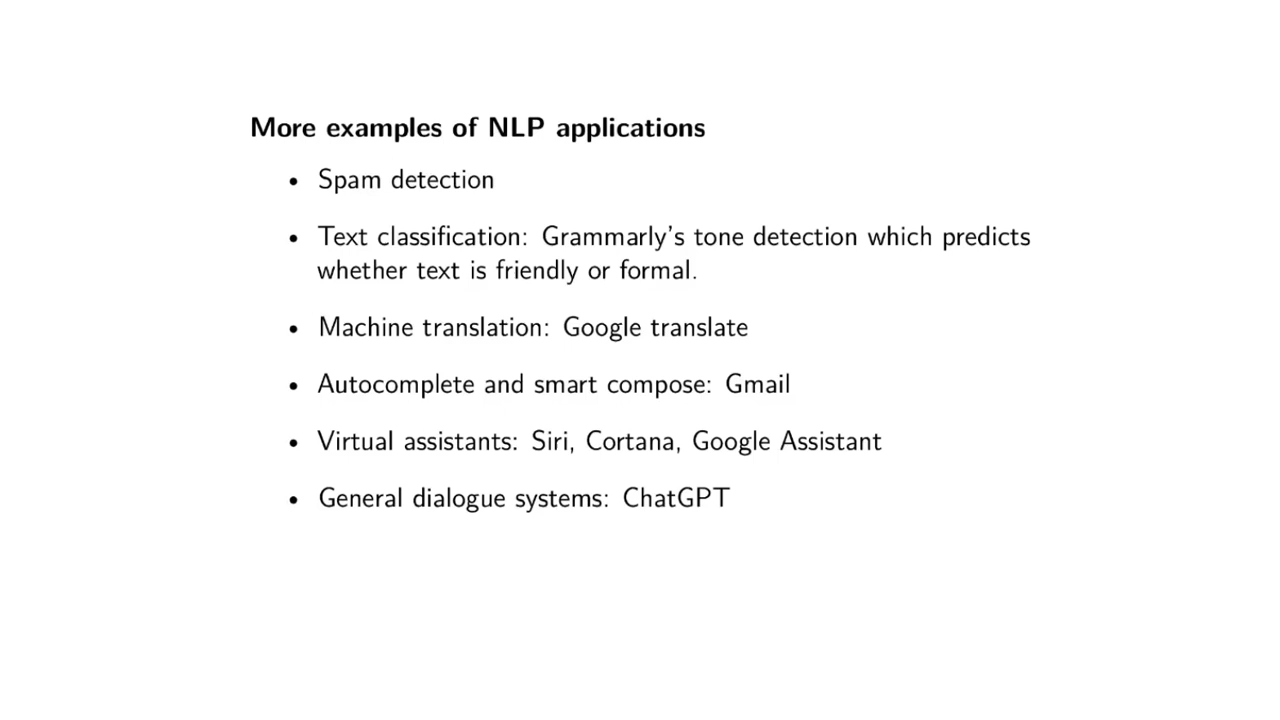 More examples of NLP applications
• Spam detection
• Text classification: Grammarly's tone detection which predicts
whether text is friendly or formal.
• Machine translation: Google translate
• Autocomplete and smart compose: Gmail
• Virtual assistants: Siri, Cortana, Google Assistant
• General dialogue systems: ChatGPT